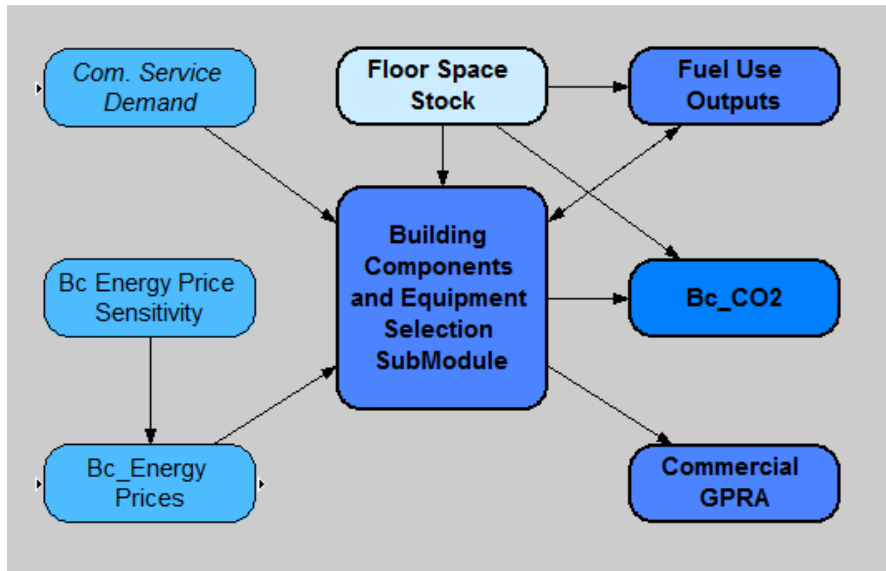 Com. Service
Demand
Floor Space
Stock
Fuel Use
Outputs
Building
Components
and Equipment
Selection
SubModule
Bc Energy Price
Sensitivity
Bc_CO2
Bc_Energy
Prices
Commercial
GPRA